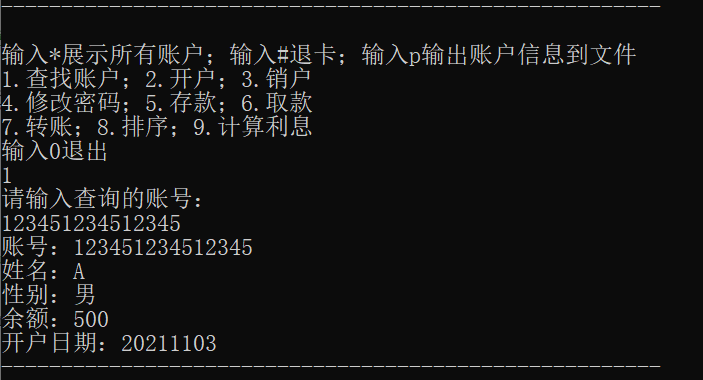 ------------------------------------------------------------
输入*展示所有账户；输入#退卡；输入p输出账户信息到文件
1.查找账户；2.开户；3.销户
4.修改密码；5.存款；6.取款
7.转账；8.排序；9.计算利息
输入0退出
1
请输入查询的账号：
123451234512345
账号：123451234512345
姓名：A
性别：男
余额：500
开户日期：20211103
------------------------------------------------------------